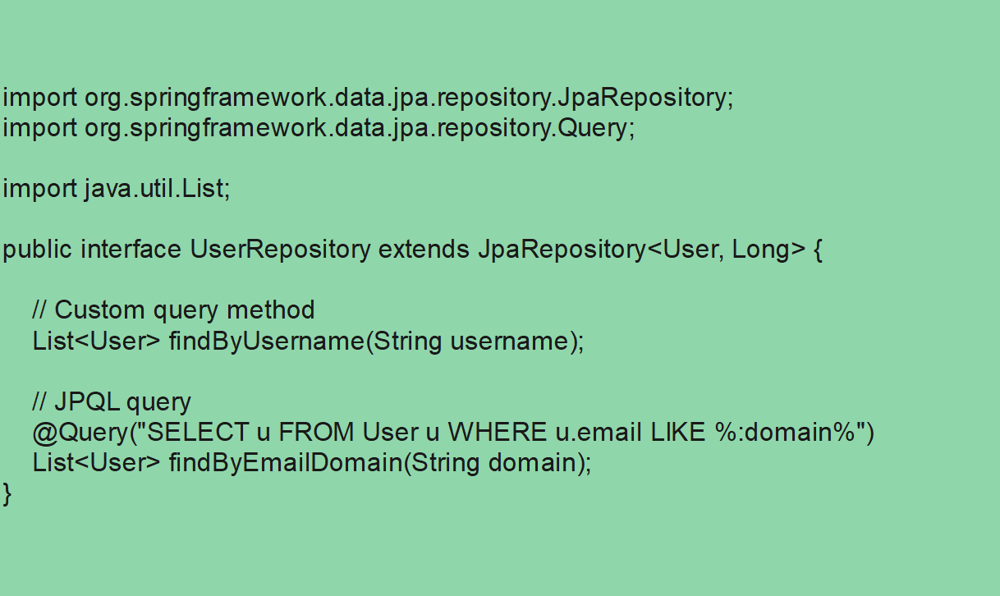 import org.springframework.data.jpa.repository.JpaRepository;
import org.springframework.data.jpa.repository.Query;
import java.util.List;
public interface UserRepository extends JpaRepository<User, Long> {
// Custom query method
List<User> findByUsername(String username);
// JPQL query
@Query("SELECT u FROM User u WHERE u.email LIKE %:domain%")
List<User> findByEmailDomain(String domain);
}